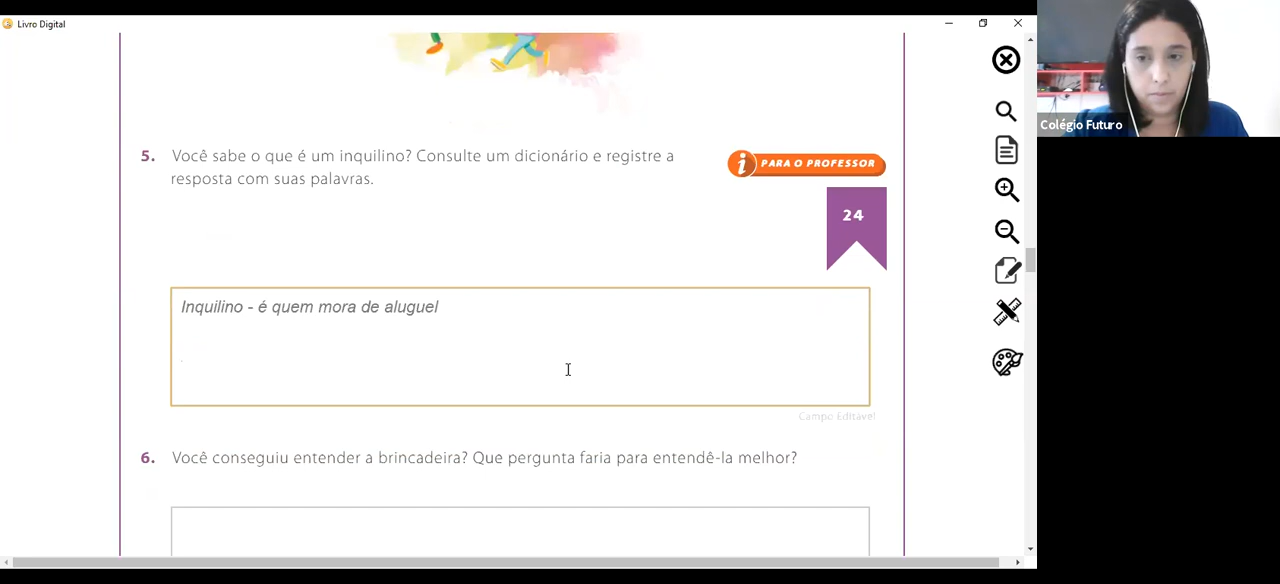 Livro Digital
Colégio Futuro
5. Você sabe o que é um inquilino? Consulte um dicionário e registre a
resposta com suas palavras.
i PARA O PROFESSOR
24
Inquilino - é quem mora de aluguel
Campo Editável
6. Você conseguiu entender a brincadeira? Que pergunta faria para entendê-la melhor?